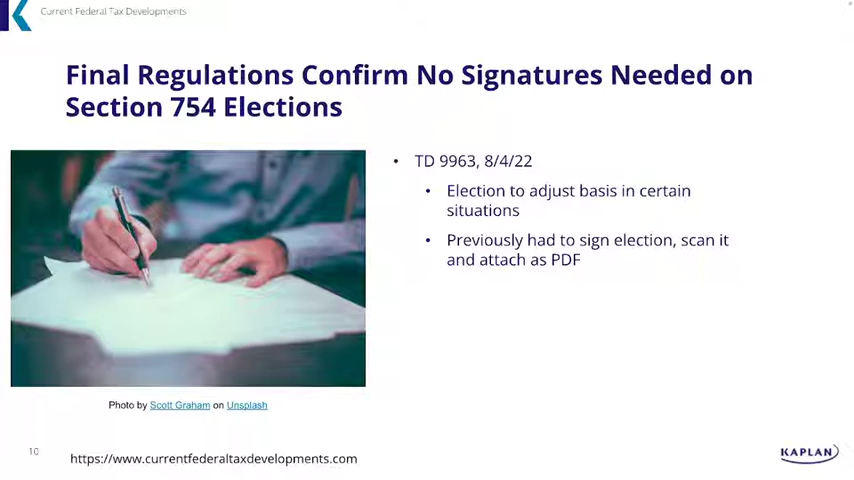 Current Federal Tax Developments
Final Regulations Confirm No Signatures Needed on
Section 754 Elections
• TD 9963, 8/4/22
• Election to adjust basis in certain
situations
• Previously had to sign election, scan it
and attach as PDF
Photo by Scott Graham on Unsplash
10
https://www.currentfederaltaxdevelopments.com
KAPLAN